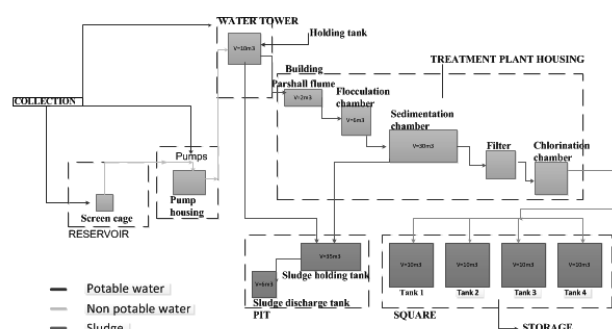 WATER TOWER
Holding tank
V=10m3
TREATMENT PLANT HOUSING
Building
Parshall flume
V=2m3
Flocculation
chamber
V=6m3
Sedimentation
chamber
V=30m3
Filter
Chlorination
chamber
COLLECTION
Pumps
Pump
housing
Screen cage
RESERVOIR
V=35m3
Sludge holding tank
V=6m3
Sludge discharge tank
PIT
V=10m3
V=10m3
V=10m3
V=10m3
Tank 1
Tank 2
Tank 3
Tank 4
SQUARE
STORAGE
Potable water
Non potable water
Sludge